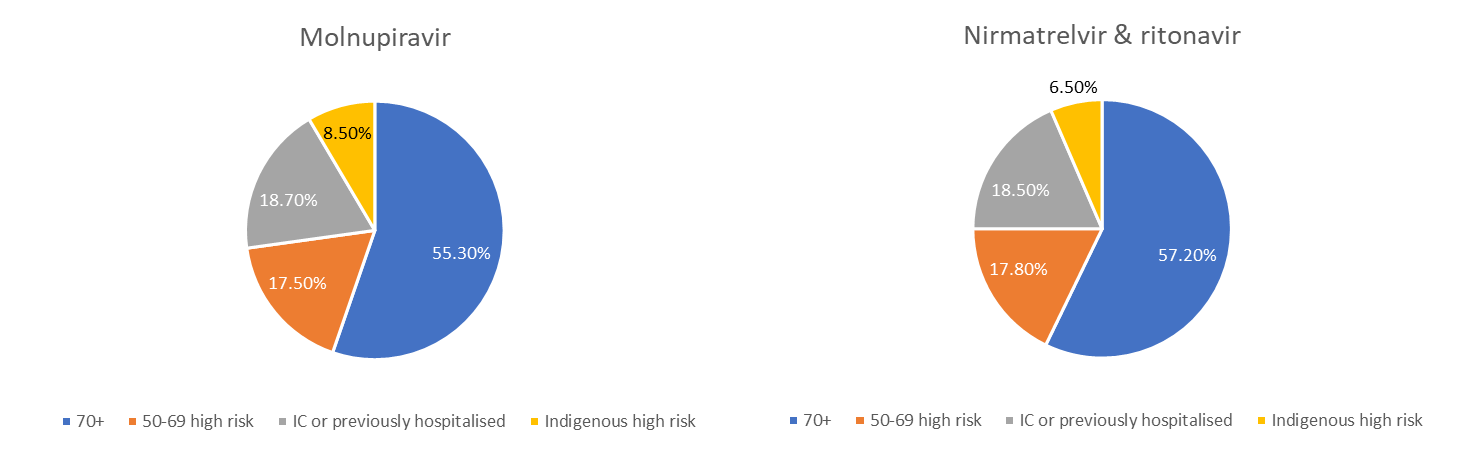 Molnupiravir
8.50%
18.70%
17.50%
55.30%
70+ 50-69 high risk IC or previously hospitalised Indigenous high risk
Nirmatrelvir & ritonavir
6.50%
18.50%
17.80%
57.20%
70+ 50-69 high risk IC or previously hospitalised Indigenous high risk